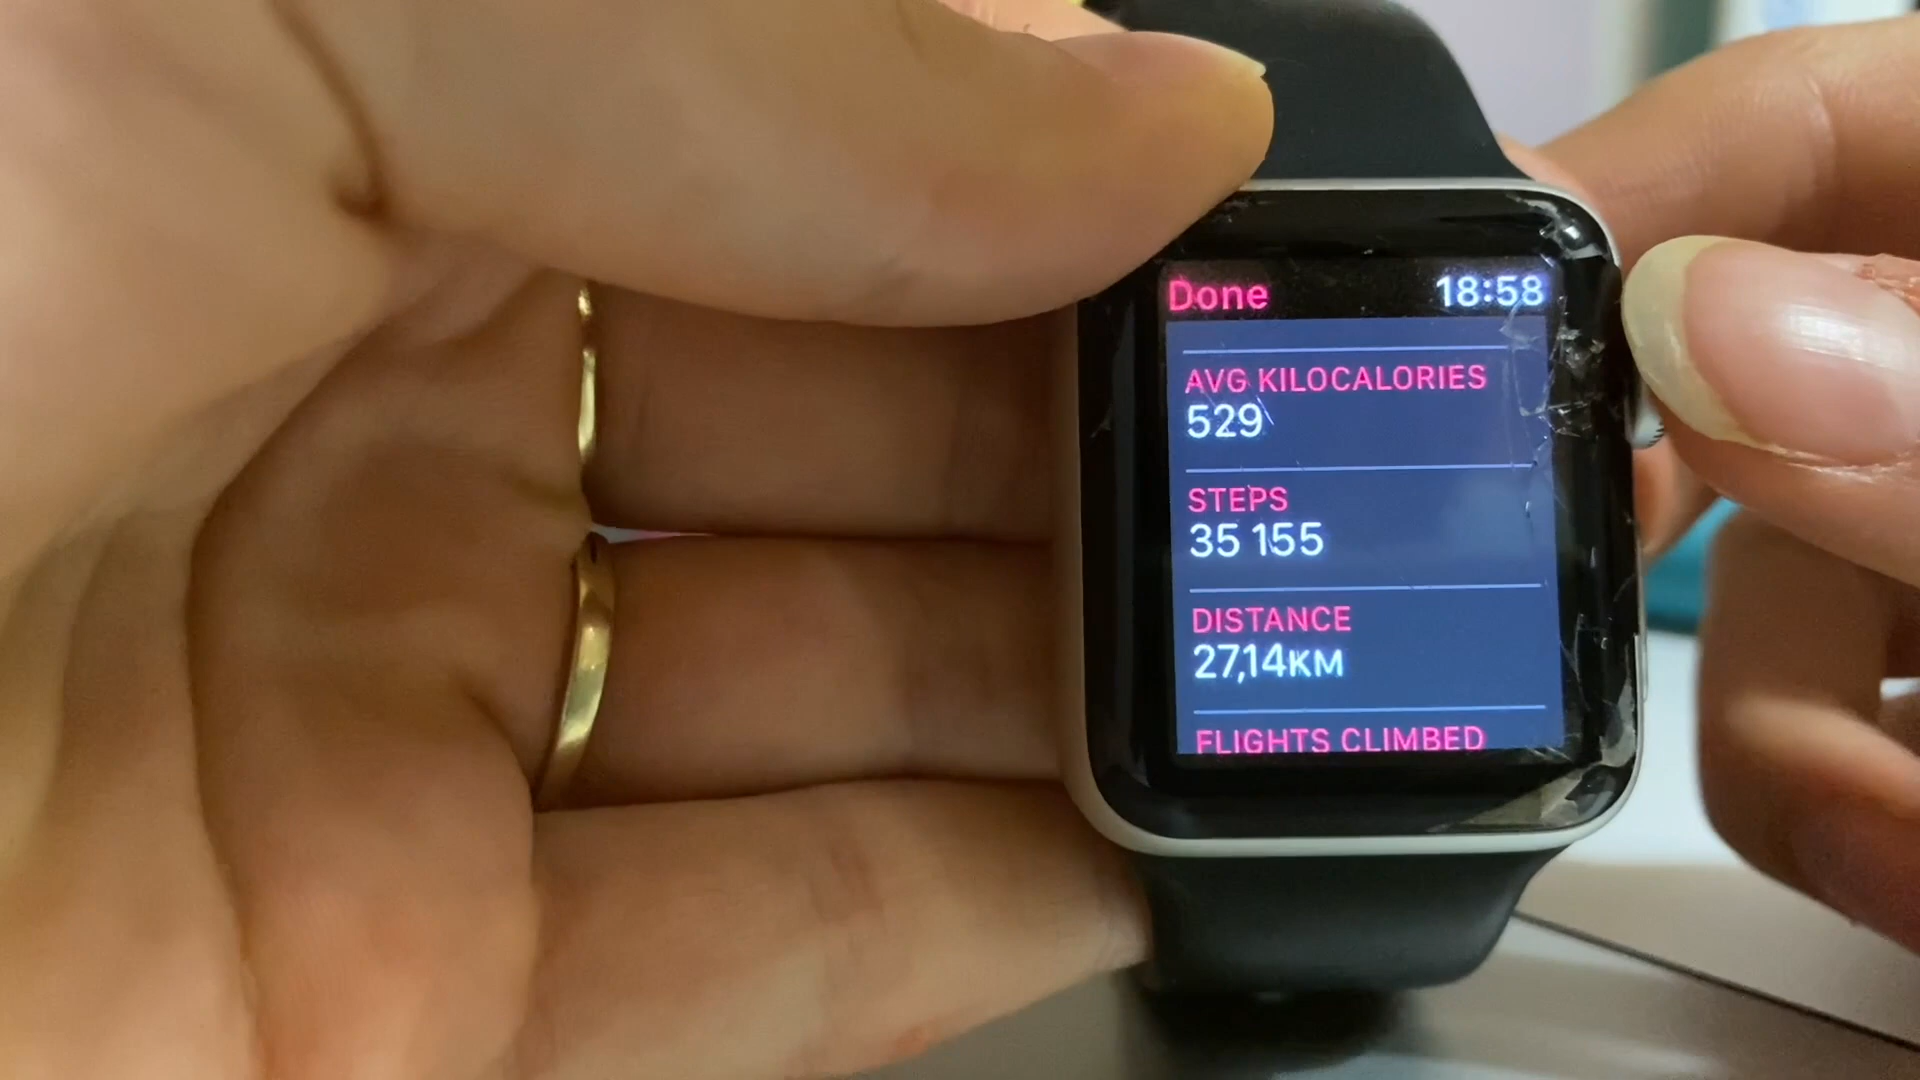 Done 18:58
AVG KILOCALORIES
529
STEPS
35 155
DISTANCE
27,14KM
FLIGHTS CLIMBED